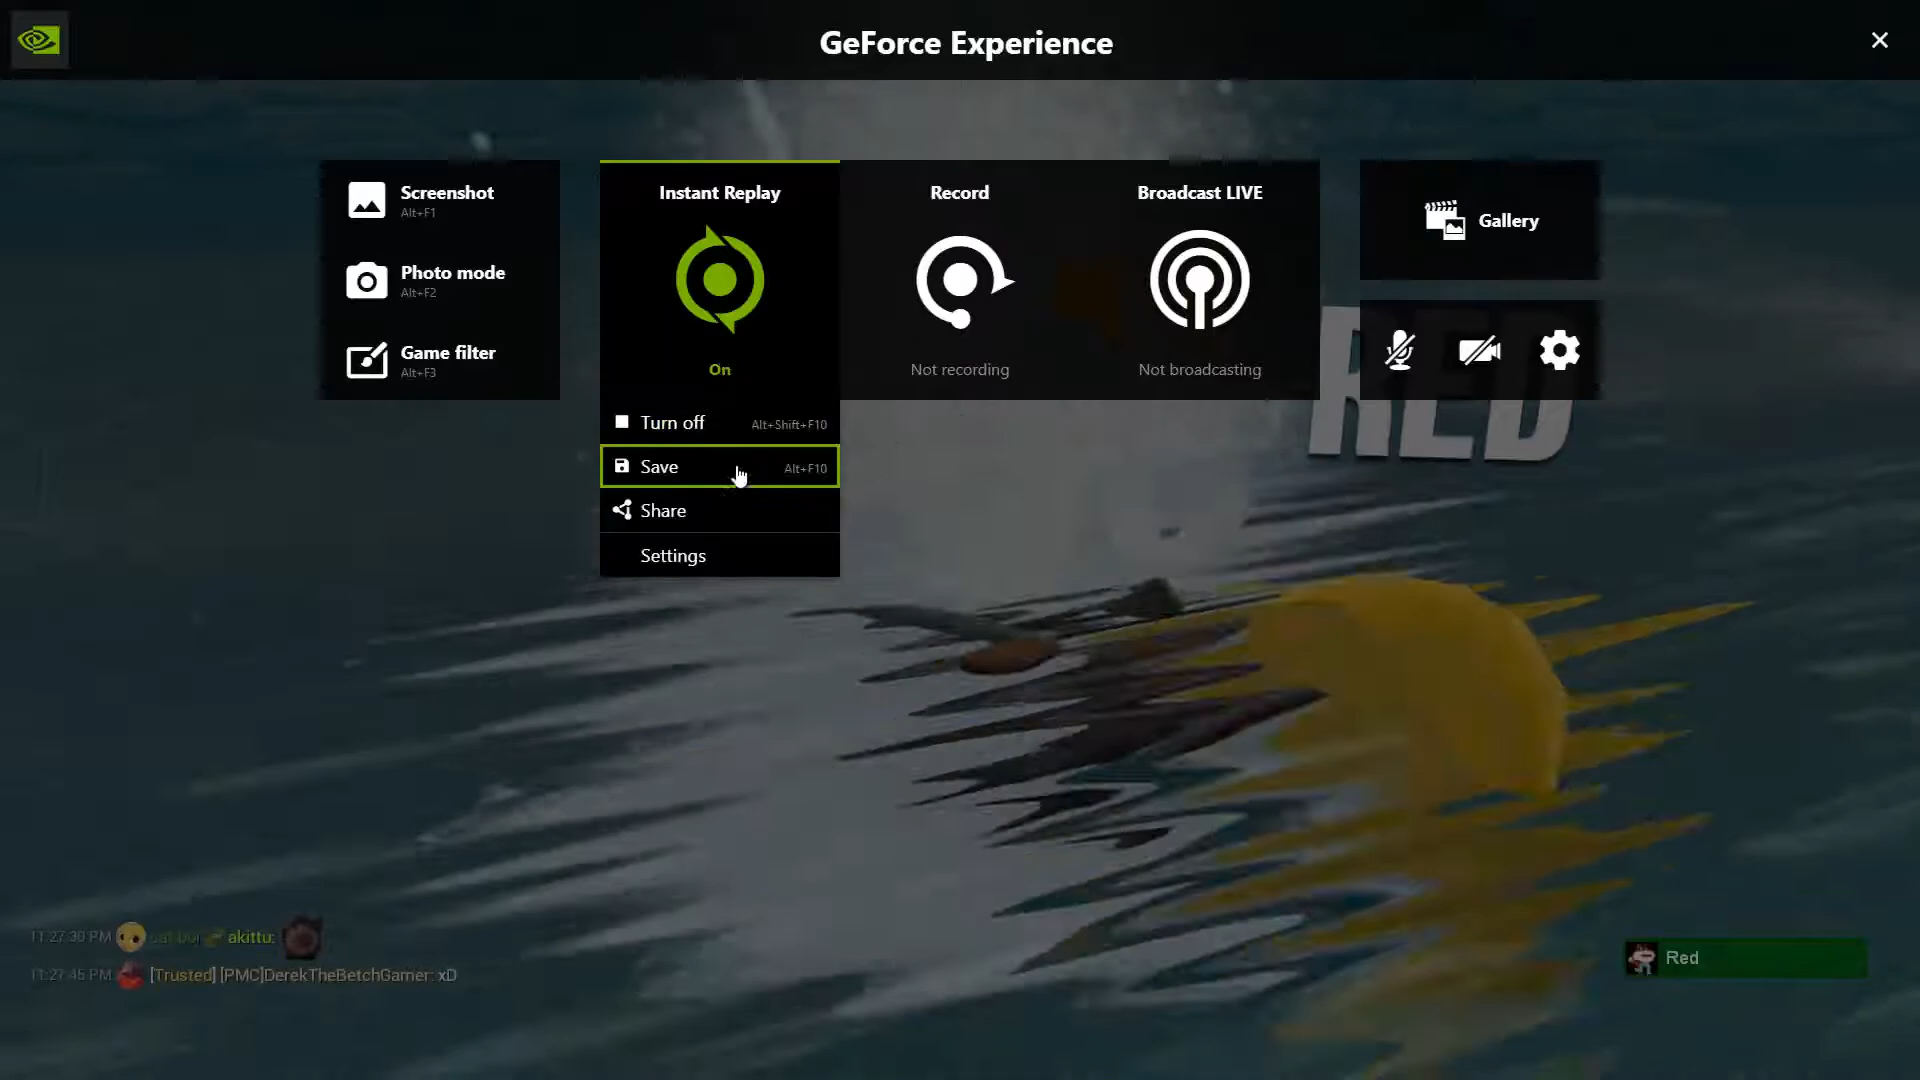 GeForce Experience
Screenshot
Alt+F1
Photo mode
Alt+F2
Game filter
Alt+F3
Instant Replay
On
Turn off Alt+Shift+F10
Save Alt+F10
Share
Settings
Record
Not recording
Broadcast LIVE
Not broadcasting
Gallery
RED
11:27:30 PM akittu:
11:27:45 PM [Trusted] [PMC]DerekTheBetchGamer: xD
Red